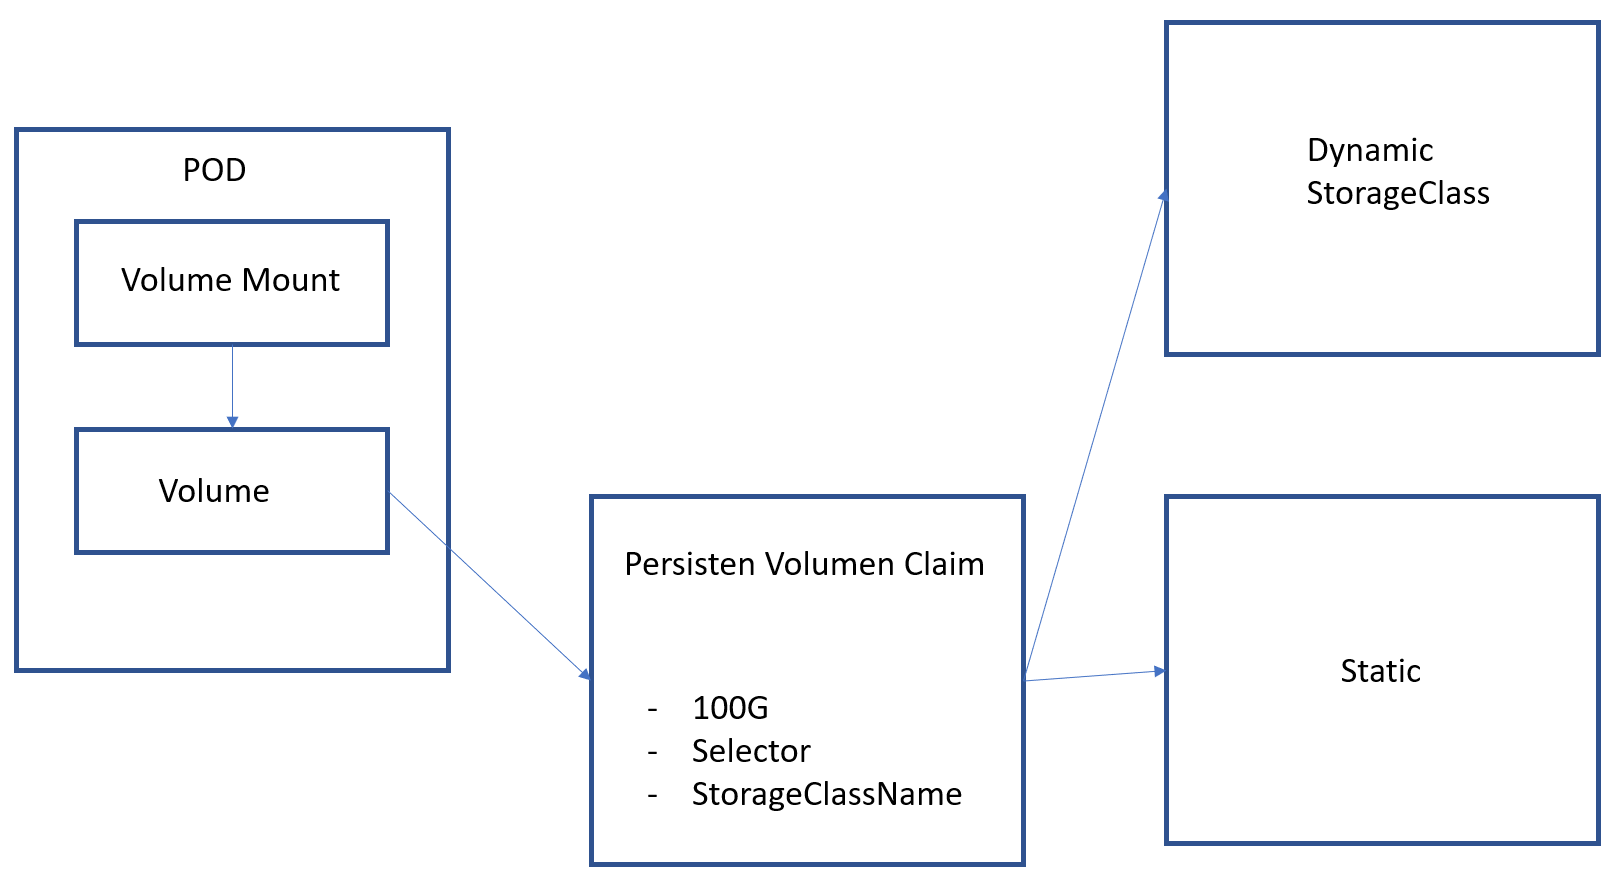 POD
Volume Mount
Volume
Persisten Volumen Claim
- 100G
- Selector
- StorageClassName
Dynamic
StorageClass
Static